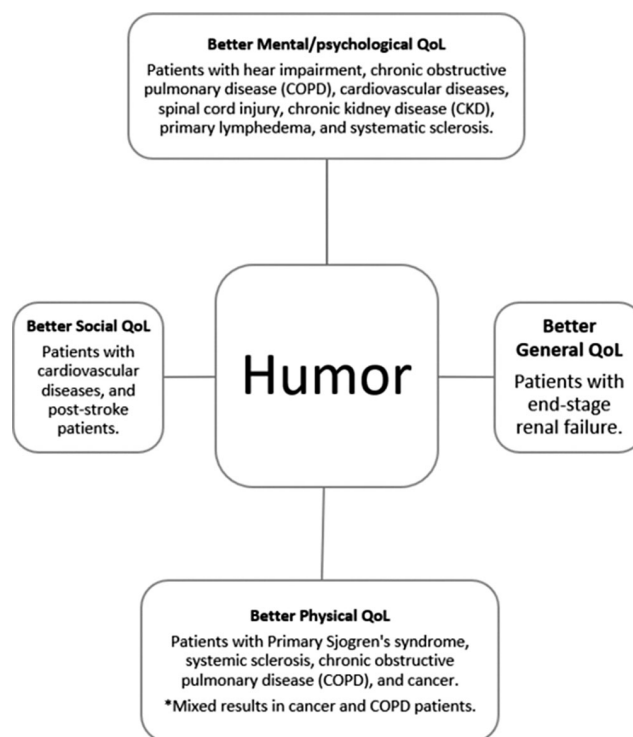 Better Mental/psychological QoL
Patients with hear impairment, chronic obstructive
pulmonary disease (COPD), cardiovascular diseases,
spinal cord injury, chronic kidney disease (CKD),
primary lymphedema, and systematic sclerosis.
Better Social QoL
Patients with
cardiovascular
diseases, and
post-stroke
patients.
Humor
Better
General QoL
Patients with
end-stage
renal failure.
Better Physical QoL
Patients with Primary Sjogren's syndrome,
systemic sclerosis, chronic obstructive
pulmonary disease (COPD), and cancer.
*Mixed results in cancer and COPD patients.